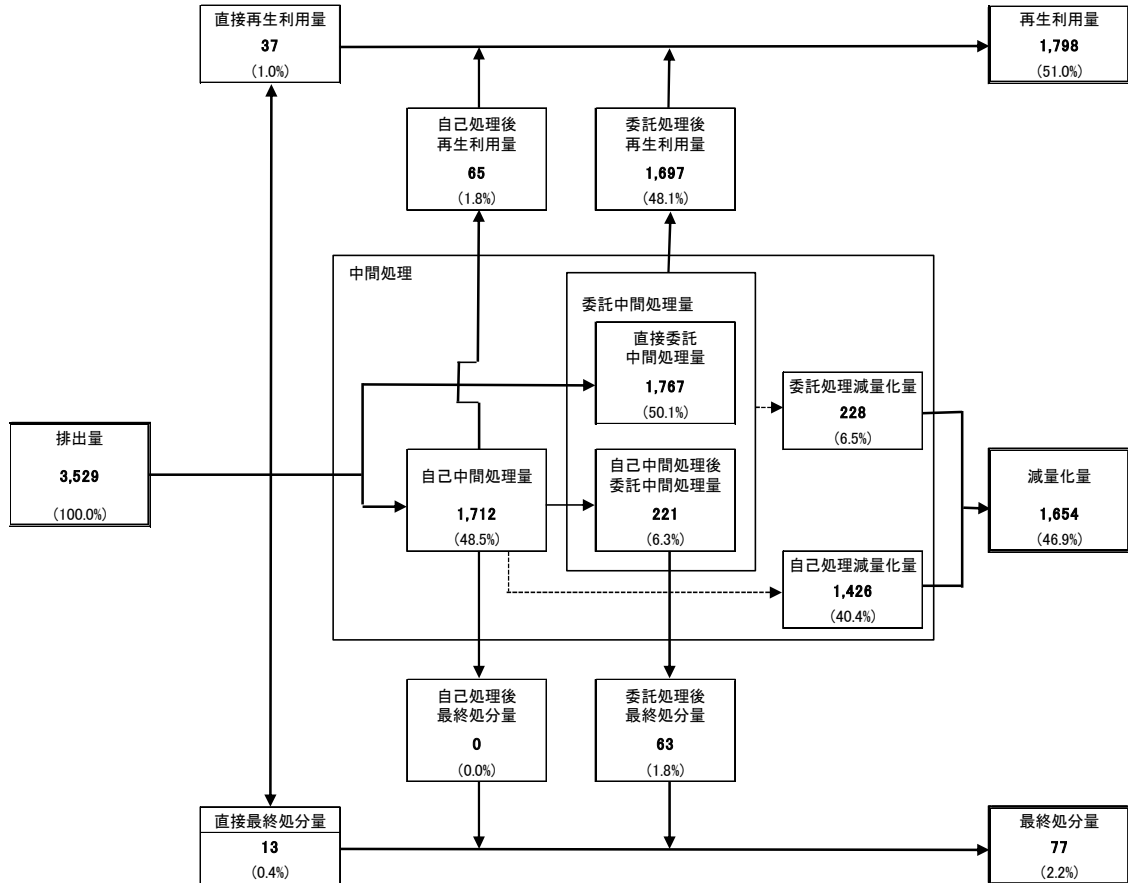 直接再生利用量
37
(1.0%)
再生利用量
1,798
(51.0%)
自己処理後
再生利用量
65
(1.8%)
委託処理後
再生利用量
1,697
(48.1%)
中間処理
委託中間処理量
直接委託
中間処理量
1,767
(50.1%)
委託処理減量化量
228
(6.5%)
排出量
3,529
(100.0%)
自己中間処理量
1,712
(48.5%)
自己中間処理後
委託中間処理量
221
(6.3%)
減量化量
1,654
(46.9%)
自己処理減量化量
1,426
(40.4%)
自己処理後
最終処分量
0
(0.0%)
委託処理後
最終処分量
63
(1.8%)
直接最終処分量
13
(0.4%)
最終処分量
77
(2.2%)